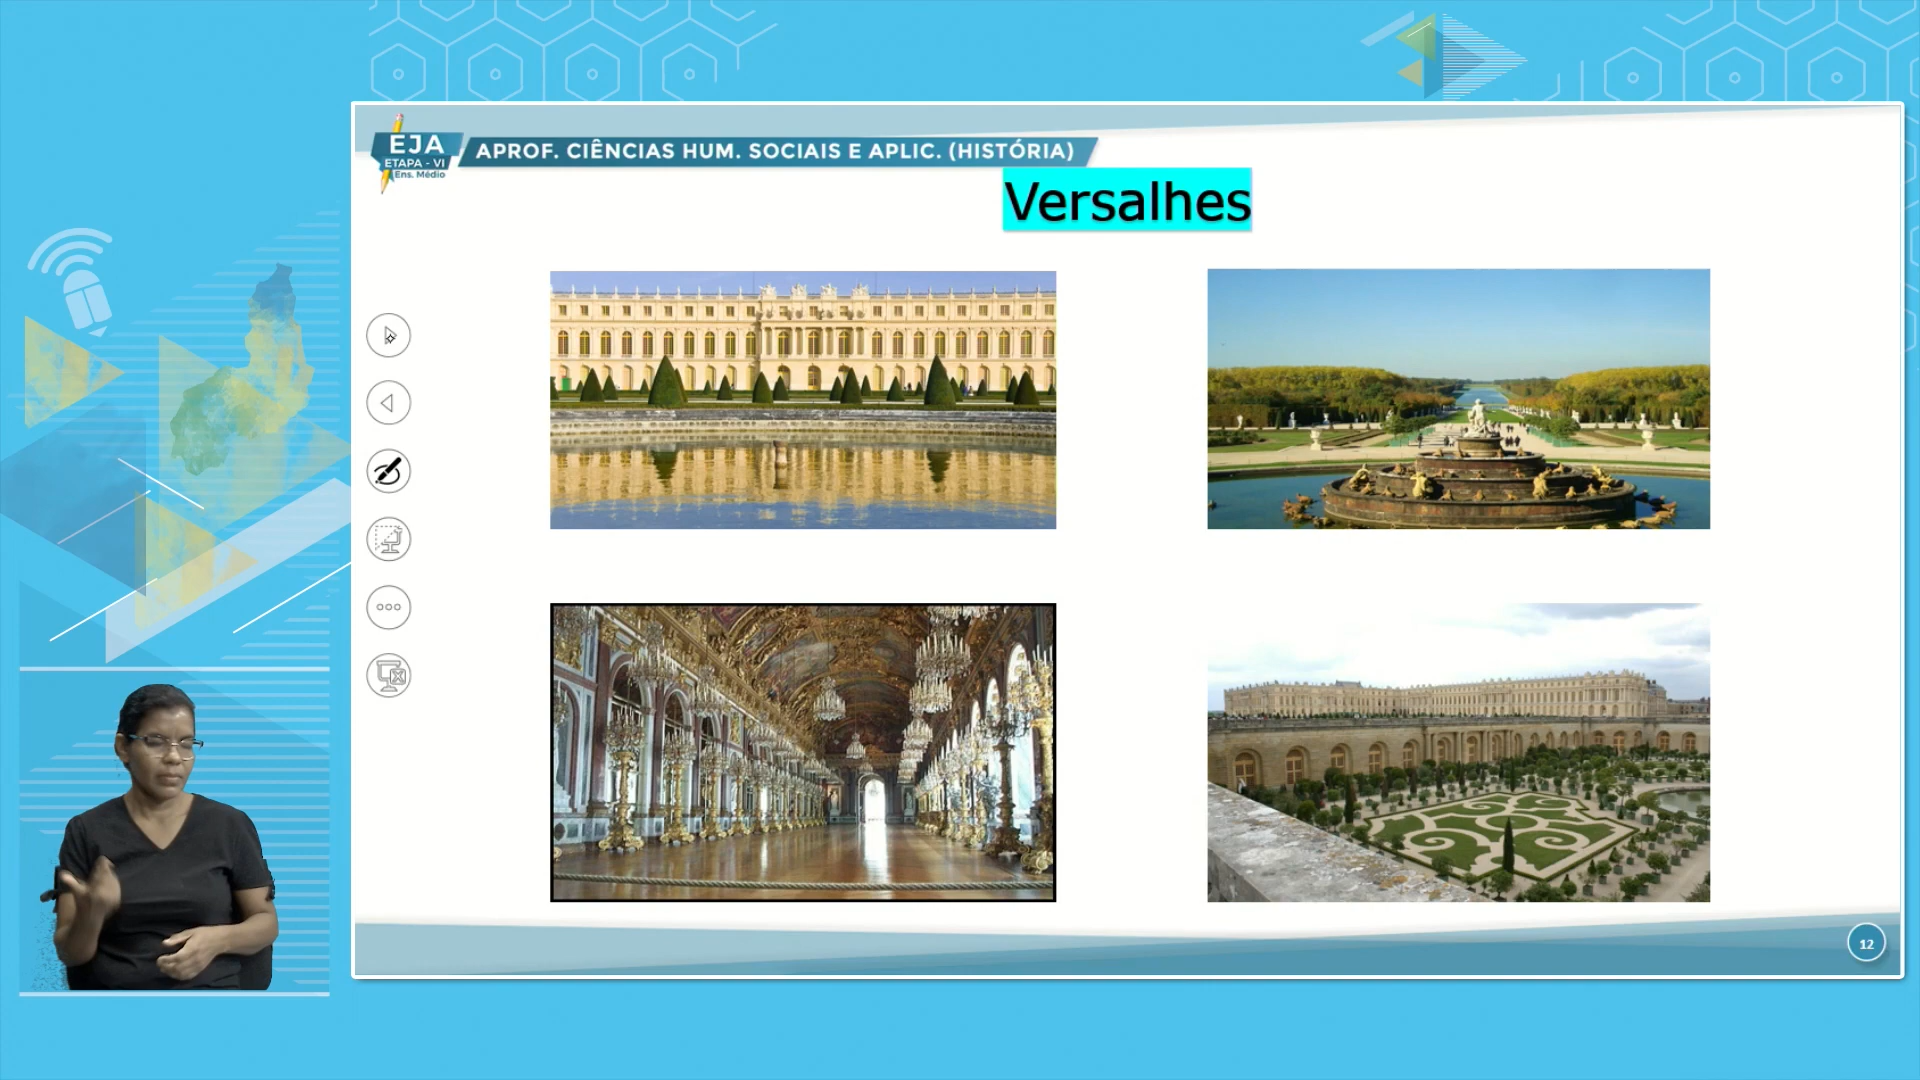 EJA
ETAPA - VI
Ens. Médio
APROF. CIÊNCIAS HUM. SOCIAIS E APLIC. (HISTÓRIA)
Versalhes
12